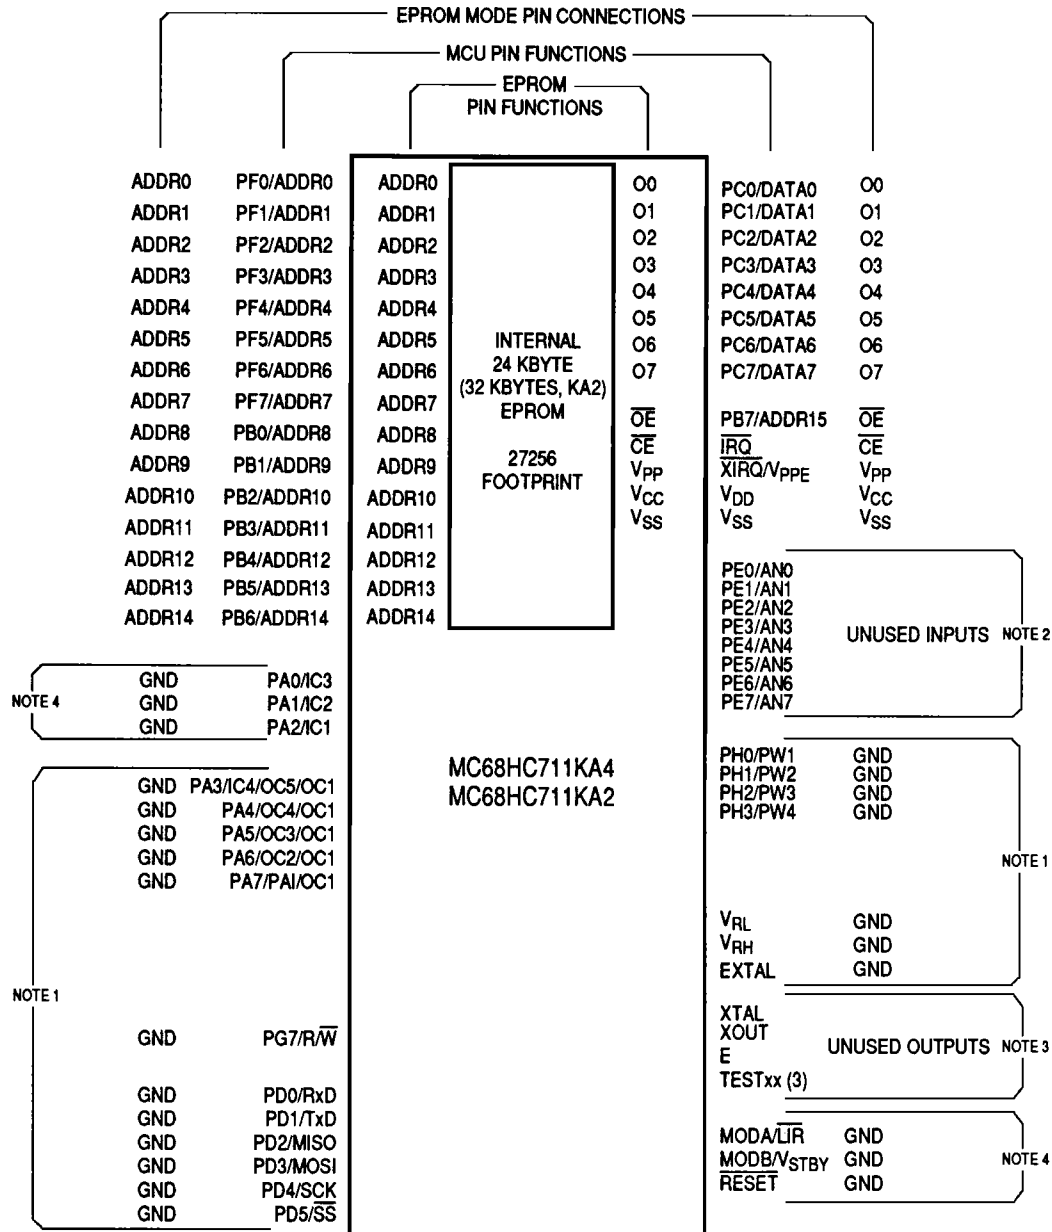 EPROM MODE PIN CONNECTIONS
MCU PIN FUNCTIONS
EPROM
PIN FUNCTIONS
ADDR0 PF0/ADDR0 ADDR0 O0 PC0/DATA0 O0
ADDR1 PF1/ADDR1 ADDR1 O1 PC1/DATA1 O1
ADDR2 PF2/ADDR2 ADDR2 O2 PC2/DATA2 O2
ADDR3 PF3/ADDR3 ADDR3 O3 PC3/DATA3 O3
ADDR4 PF4/ADDR4 ADDR4 O4 PC4/DATA4 O4
ADDR5 PF5/ADDR5 ADDR5 O5 PC5/DATA5 O5
ADDR6 PF6/ADDR6 ADDR6 O6 PC6/DATA6 O6
ADDR7 PF7/ADDR7 ADDR7 O7 PC7/DATA7 O7
ADDR8 PB0/ADDR8 ADDR8
ADDR9 PB1/ADDR9 ADDR9
ADDR10 PB2/ADDR10 ADDR10
ADDR11 PB3/ADDR11 ADDR11
ADDR12 PB4/ADDR12 ADDR12
ADDR13 PB5/ADDR13 ADDR13
ADDR14 PB6/ADDR14 ADDR14
INTERNAL
24 KBYTE
(32 KBYTES, KA2)
EPROM
27256
FOOTPRINT
O̅E̅ PB7/ADDR15 O̅E̅
C̅E̅ I̅R̅Q̅ C̅E̅
VPP X̅I̅R̅Q̅/VPPE VPP
VCC VDD VCC
VSS VSS VSS
PE0/AN0
PE1/AN1
PE2/AN2
PE3/AN3
PE4/AN4
PE5/AN5
PE6/AN6
PE7/AN7
UNUSED INPUTS NOTE 2
GND PA0/IC3
NOTE 4 GND PA1/IC2
GND PA2/IC1
MC68HC711KA4
MC68HC711KA2
PH0/PW1 GND
PH1/PW2 GND
PH2/PW3 GND
PH3/PW4 GND
NOTE 1
VRL GND
VRH GND
EXTAL GND
GND PA3/IC4/OC5/OC1
GND PA4/OC4/OC1
GND PA5/OC3/OC1
GND PA6/OC2/OC1
GND PA7/PAI/OC1
NOTE 1
GND PG7/R/W̅
GND PD0/RxD
GND PD1/TxD
GND PD2/MISO
GND PD3/MOSI
GND PD4/SCK
GND PD5/S̅S̅
XTAL
XOUT
E
TESTxx (3)
UNUSED OUTPUTS NOTE 3
MODA/L̅I̅R̅ GND
MODB/VSTBY GND NOTE 4
R̅E̅S̅E̅T̅ GND